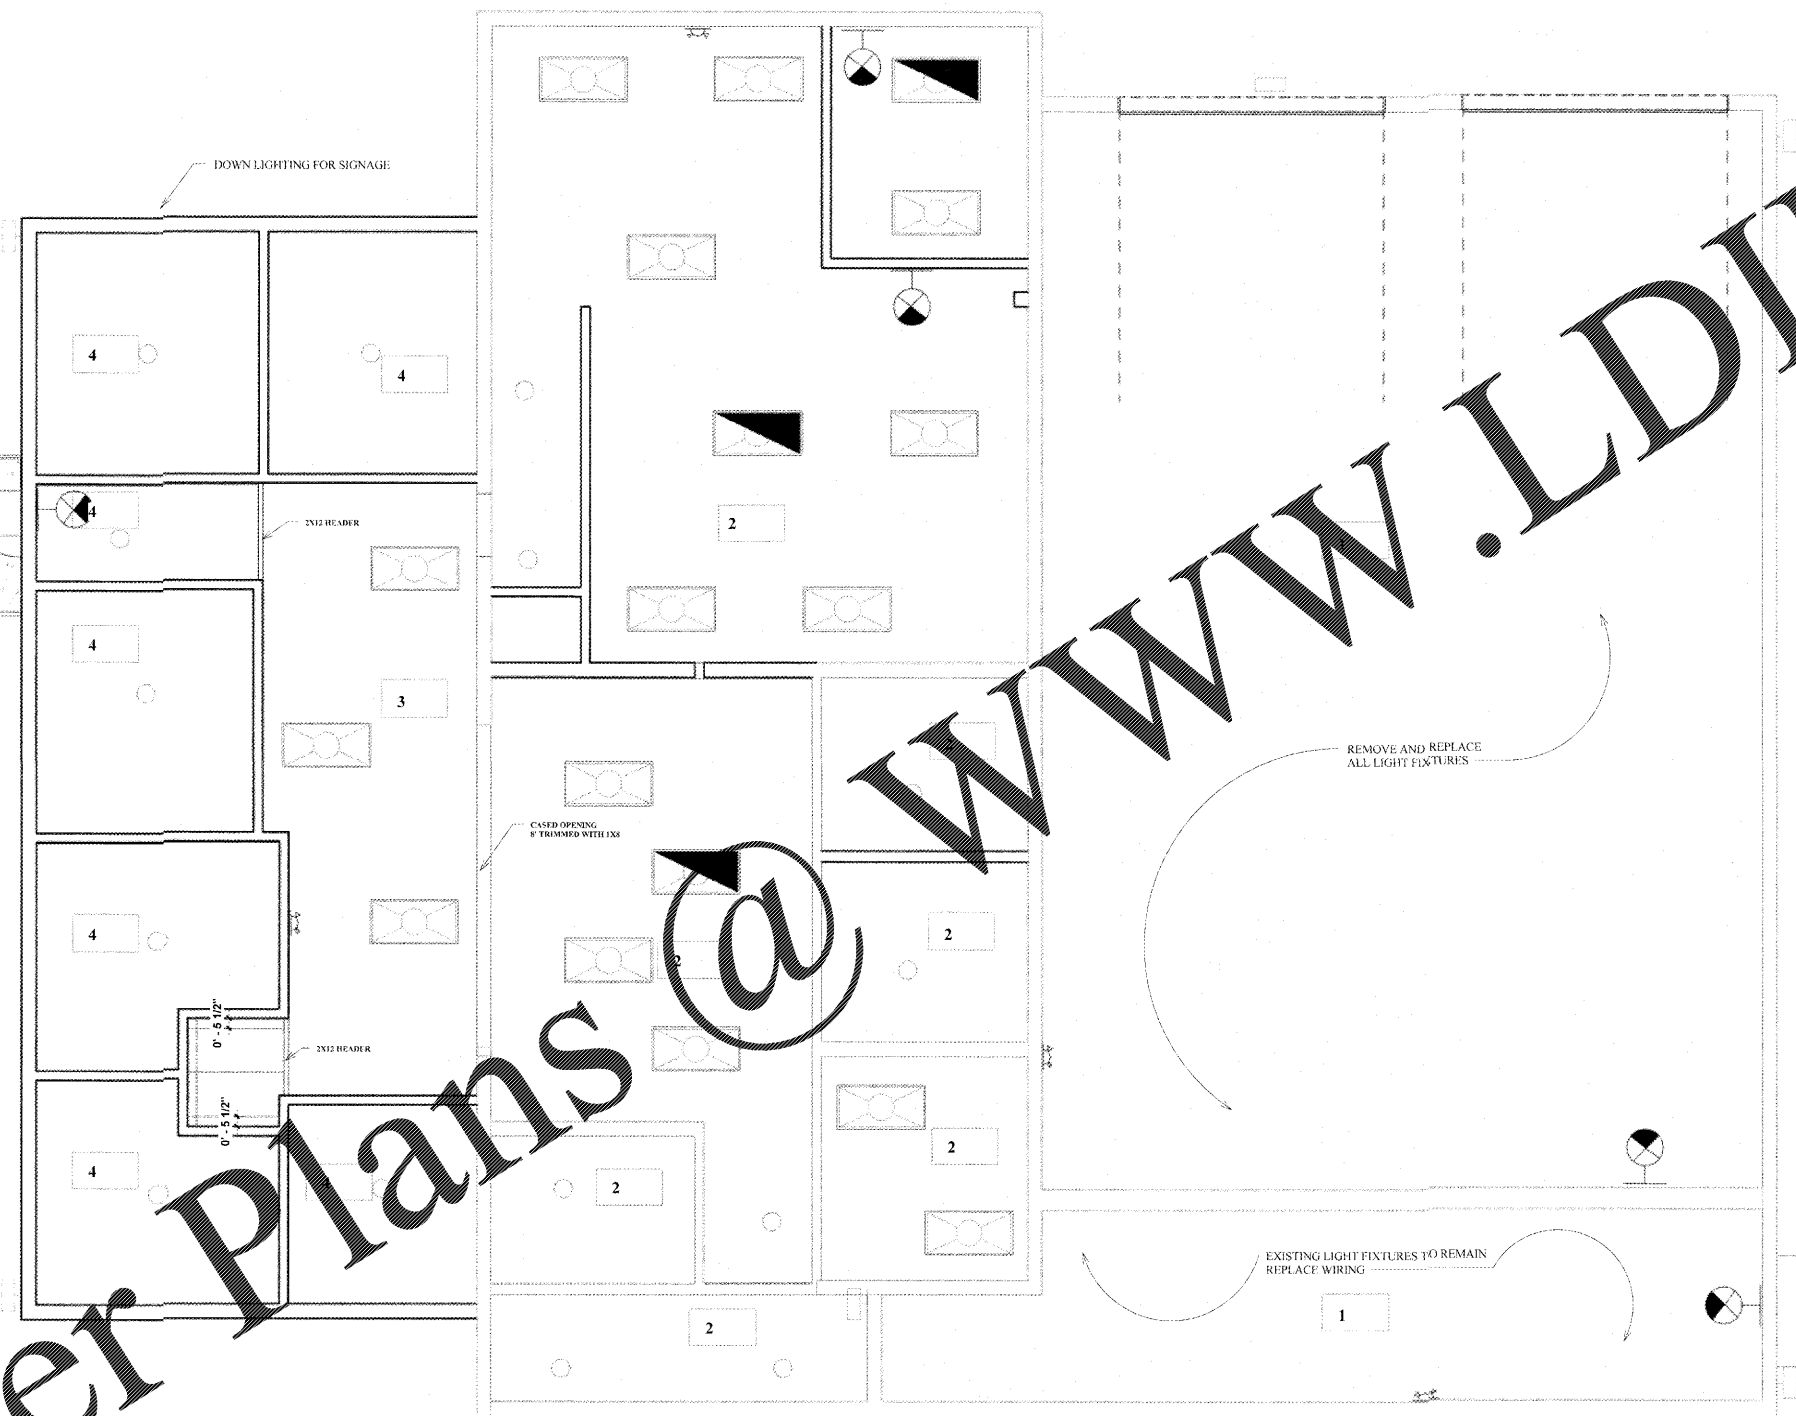 DOWN LIGHTING FOR SIGNAGE
4
4
4
2X12 HEADER
2
4
3
2
REMOVE AND REPLACE
ALL LIGHT FIXTURES
CASED OPENING
8' TRIMMED WITH 1X8
4
2
2
0' - 5 1/2"
2X12 HEADER
0' - 5 1/2"
4
4
2
2
EXISTING LIGHT FIXTURES TO REMAIN
REPLACE WIRING
1
2
er Plans @ www.LD